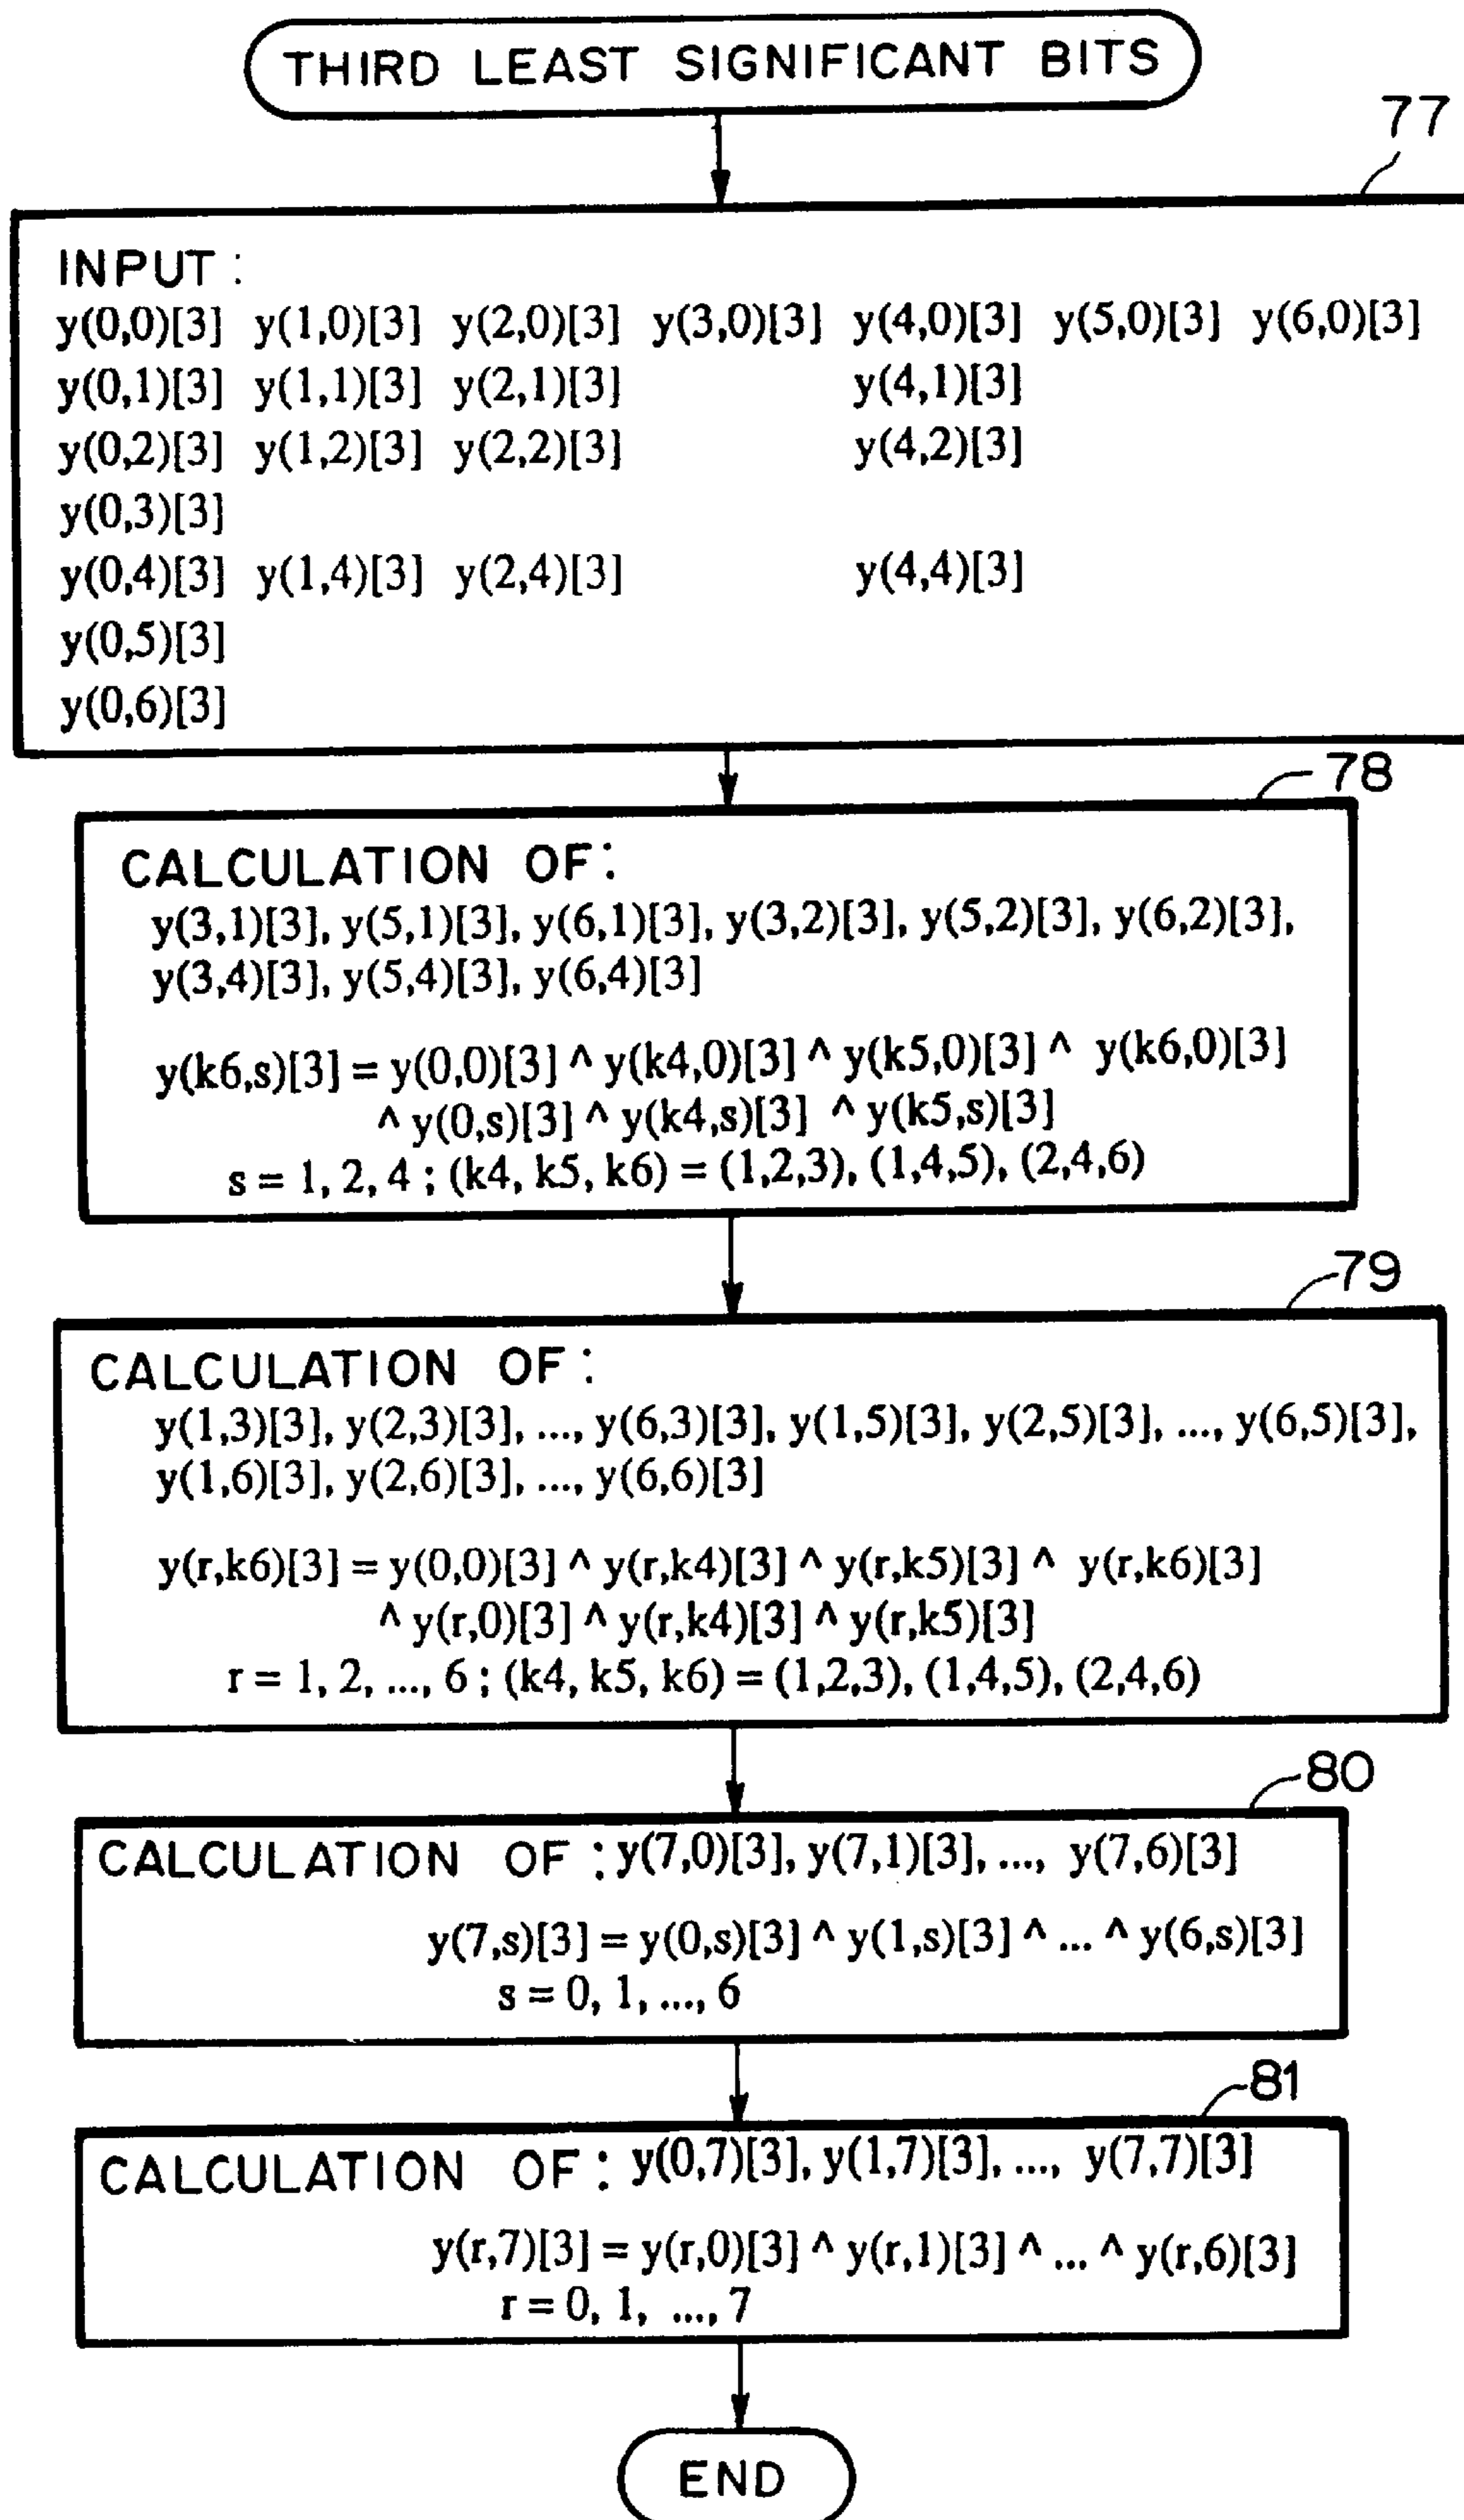 THIRD LEAST SIGNIFICANT BITS
77
INPUT :
y(0,0)[3] y(1,0)[3] y(2,0)[3] y(3,0)[3] y(4,0)[3] y(5,0)[3] y(6,0)[3]
y(0,1)[3] y(1,1)[3] y(2,1)[3] y(4,1)[3]
y(0,2)[3] y(1,2)[3] y(2,2)[3] y(4,2)[3]
y(0,3)[3]
y(0,4)[3] y(1,4)[3] y(2,4)[3] y(4,4)[3]
y(0,5)[3]
y(0,6)[3]
78
CALCULATION OF :
y(3,1)[3], y(5,1)[3], y(6,1)[3], y(3,2)[3], y(5,2)[3], y(6,2)[3],
y(3,4)[3], y(5,4)[3], y(6,4)[3]
y(k6,s)[3] = y(0,0)[3] ^ y(k4,0)[3] ^ y(k5,0)[3] ^ y(k6,0)[3]
^ y(0,s)[3] ^ y(k4,s)[3] ^ y(k5,s)[3]
s = 1, 2, 4 ; (k4, k5, k6) = (1,2,3), (1,4,5), (2,4,6)
79
CALCULATION OF :
y(1,3)[3], y(2,3)[3], ..., y(6,3)[3], y(1,5)[3], y(2,5)[3], ..., y(6,5)[3],
y(1,6)[3], y(2,6)[3], ..., y(6,6)[3]
y(r,k6)[3] = y(0,0)[3] ^ y(r,k4)[3] ^ y(r,k5)[3] ^ y(r,k6)[3]
^ y(r,0)[3] ^ y(r,k4)[3] ^ y(r,k5)[3]
r = 1, 2, ..., 6 ; (k4, k5, k6) = (1,2,3), (1,4,5), (2,4,6)
80
CALCULATION OF : y(7,0)[3], y(7,1)[3], ..., y(7,6)[3]
y(7,s)[3] = y(0,s)[3] ^ y(1,s)[3] ^ ... ^ y(6,s)[3]
s = 0, 1, ..., 6
81
CALCULATION OF : y(0,7)[3], y(1,7)[3], ..., y(7,7)[3]
y(r,7)[3] = y(r,0)[3] ^ y(r,1)[3] ^ ... ^ y(r,6)[3]
r = 0, 1, ..., 7
END